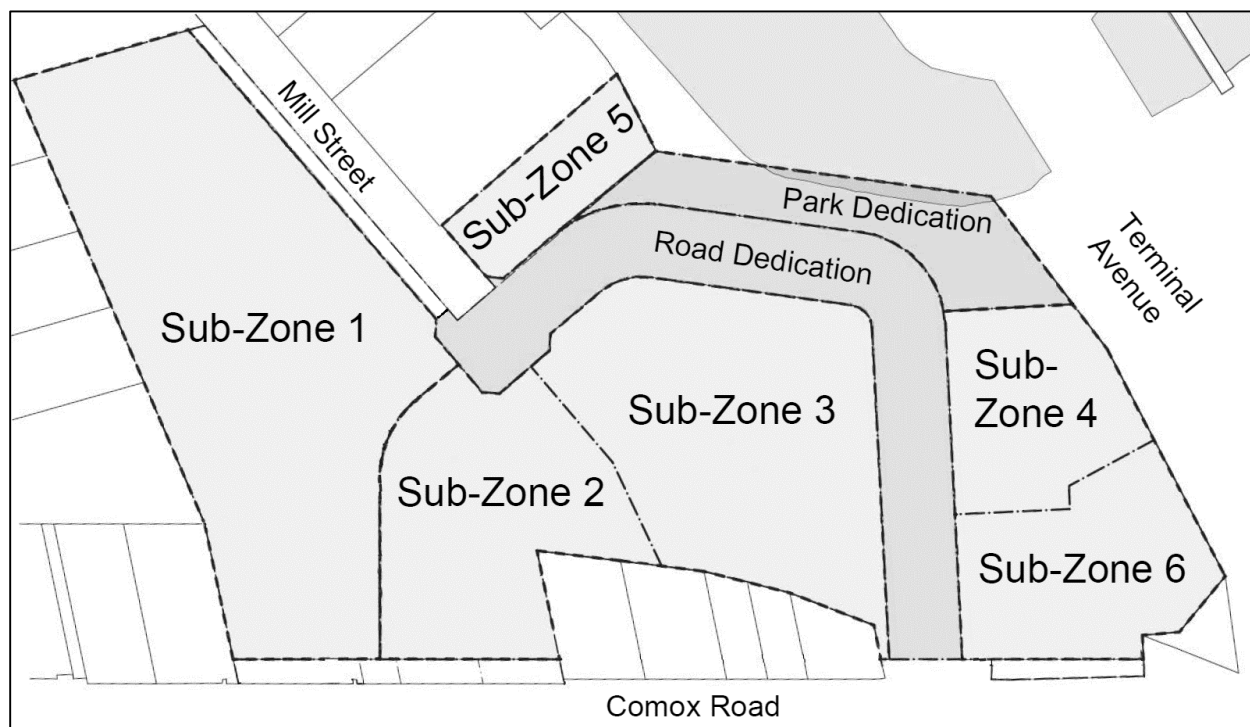 Mill Street
Sub-Zone 5
Park Dedication
Road Dedication
Terminal
Avenue
Sub-Zone 1
Sub-
Zone 4
Sub-Zone 3
Sub-Zone 2
Sub-Zone 6
Comox Road